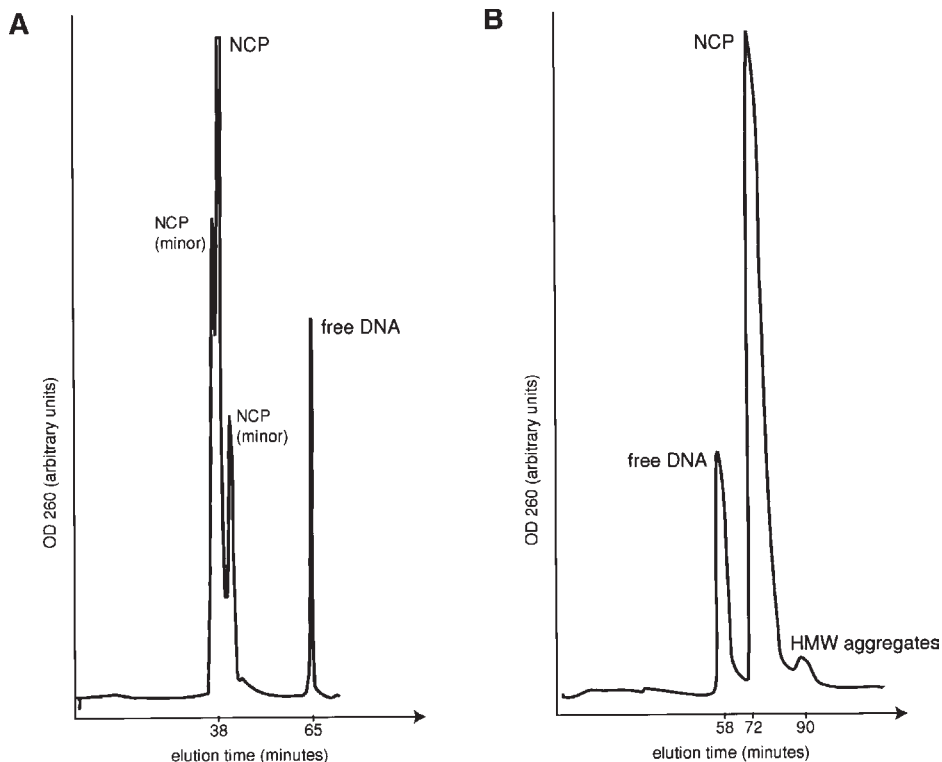 A
NCP
NCP
(minor)
free DNA
NCP
(minor)
OD 260 (arbitrary units)
38
65
elution time (minutes)
B
NCP
free DNA
HMW aggregates
OD 260 (arbitrary units)
58
72
90
elution time (minutes)